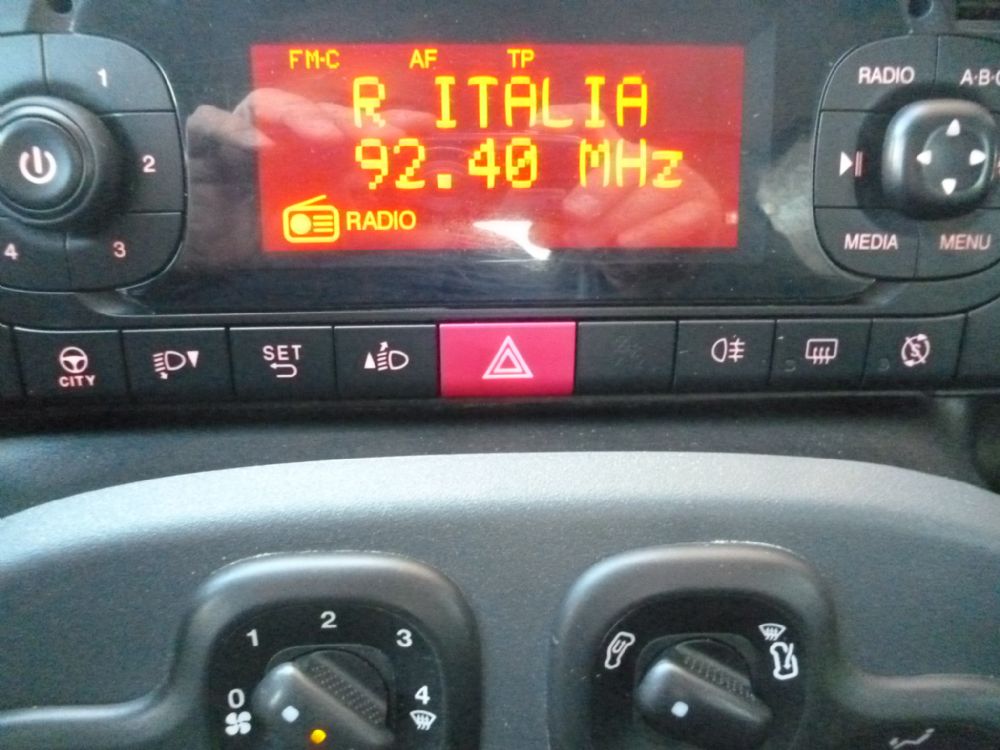 FM-C AF TP
R ITALIA
92.40 MHz
RADIO
1
2
3
4
RADIO
MEDIA
MENU
CITY
SET
0
1
2
3
4